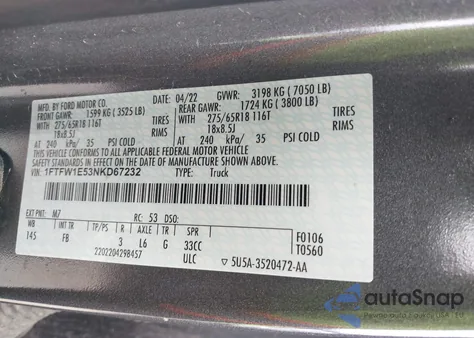 MFD. BY FORD MOTOR CO.
DATE: 04/22 GVWR: 3198 KG ( 7050 LB)
FRONT GAWR: 1599 KG ( 3525 LB) REAR GAWR: 1724 KG ( 3800 LB)
WITH 275/65R18 116T TIRES WITH 275/65R18 116T TIRES
18x8.5J RIMS 18x8.5J RIMS
AT 240 kPa/ 35 PSI COLD AT 240 kPa/ 35 PSI COLD
THIS VEHICLE CONFORMS TO ALL APPLICABLE FEDERAL MOTOR VEHICLE
SAFETY AND THEFT PREVENTION STANDARDS IN EFFECT ON THE DATE OF MANUFACTURE SHOWN ABOVE.
VIN: 1FTFW1E53NKD67232 TYPE: Truck
EXT PNT: M7 RC: 53 DSO:
WB INT TR TP/PS R AXLE TR SPR F0106
145 FB 3 L6 G 33CC T0560
2202204298457 ULC 5U5A-3520472-AA
autoSnap